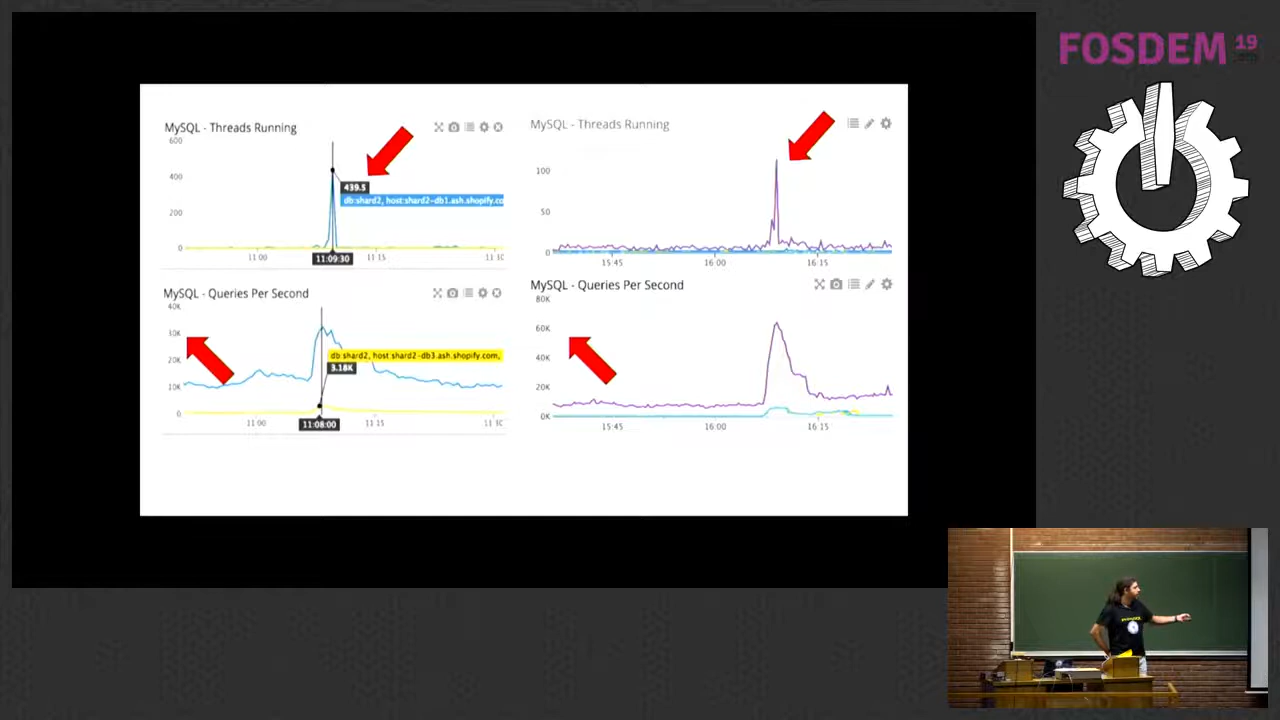 FOSDEM 19
MySQL - Threads Running
600
400
200
0
439.5
db:shard2, host:shard2-db1.ash.shopify.co
11:00
11:09:30
11:15
MySQL - Threads Running
100
50
0
15:45
16:00
16:15
MySQL - Queries Per Second
40K
30K
20K
10K
0
db:shard2, host:shard2-db3.ash.shopify.com,
3.18K
11:00
11:08:00
11:15
MySQL - Queries Per Second
80K
60K
40K
20K
0K
15:45
16:00
16:15